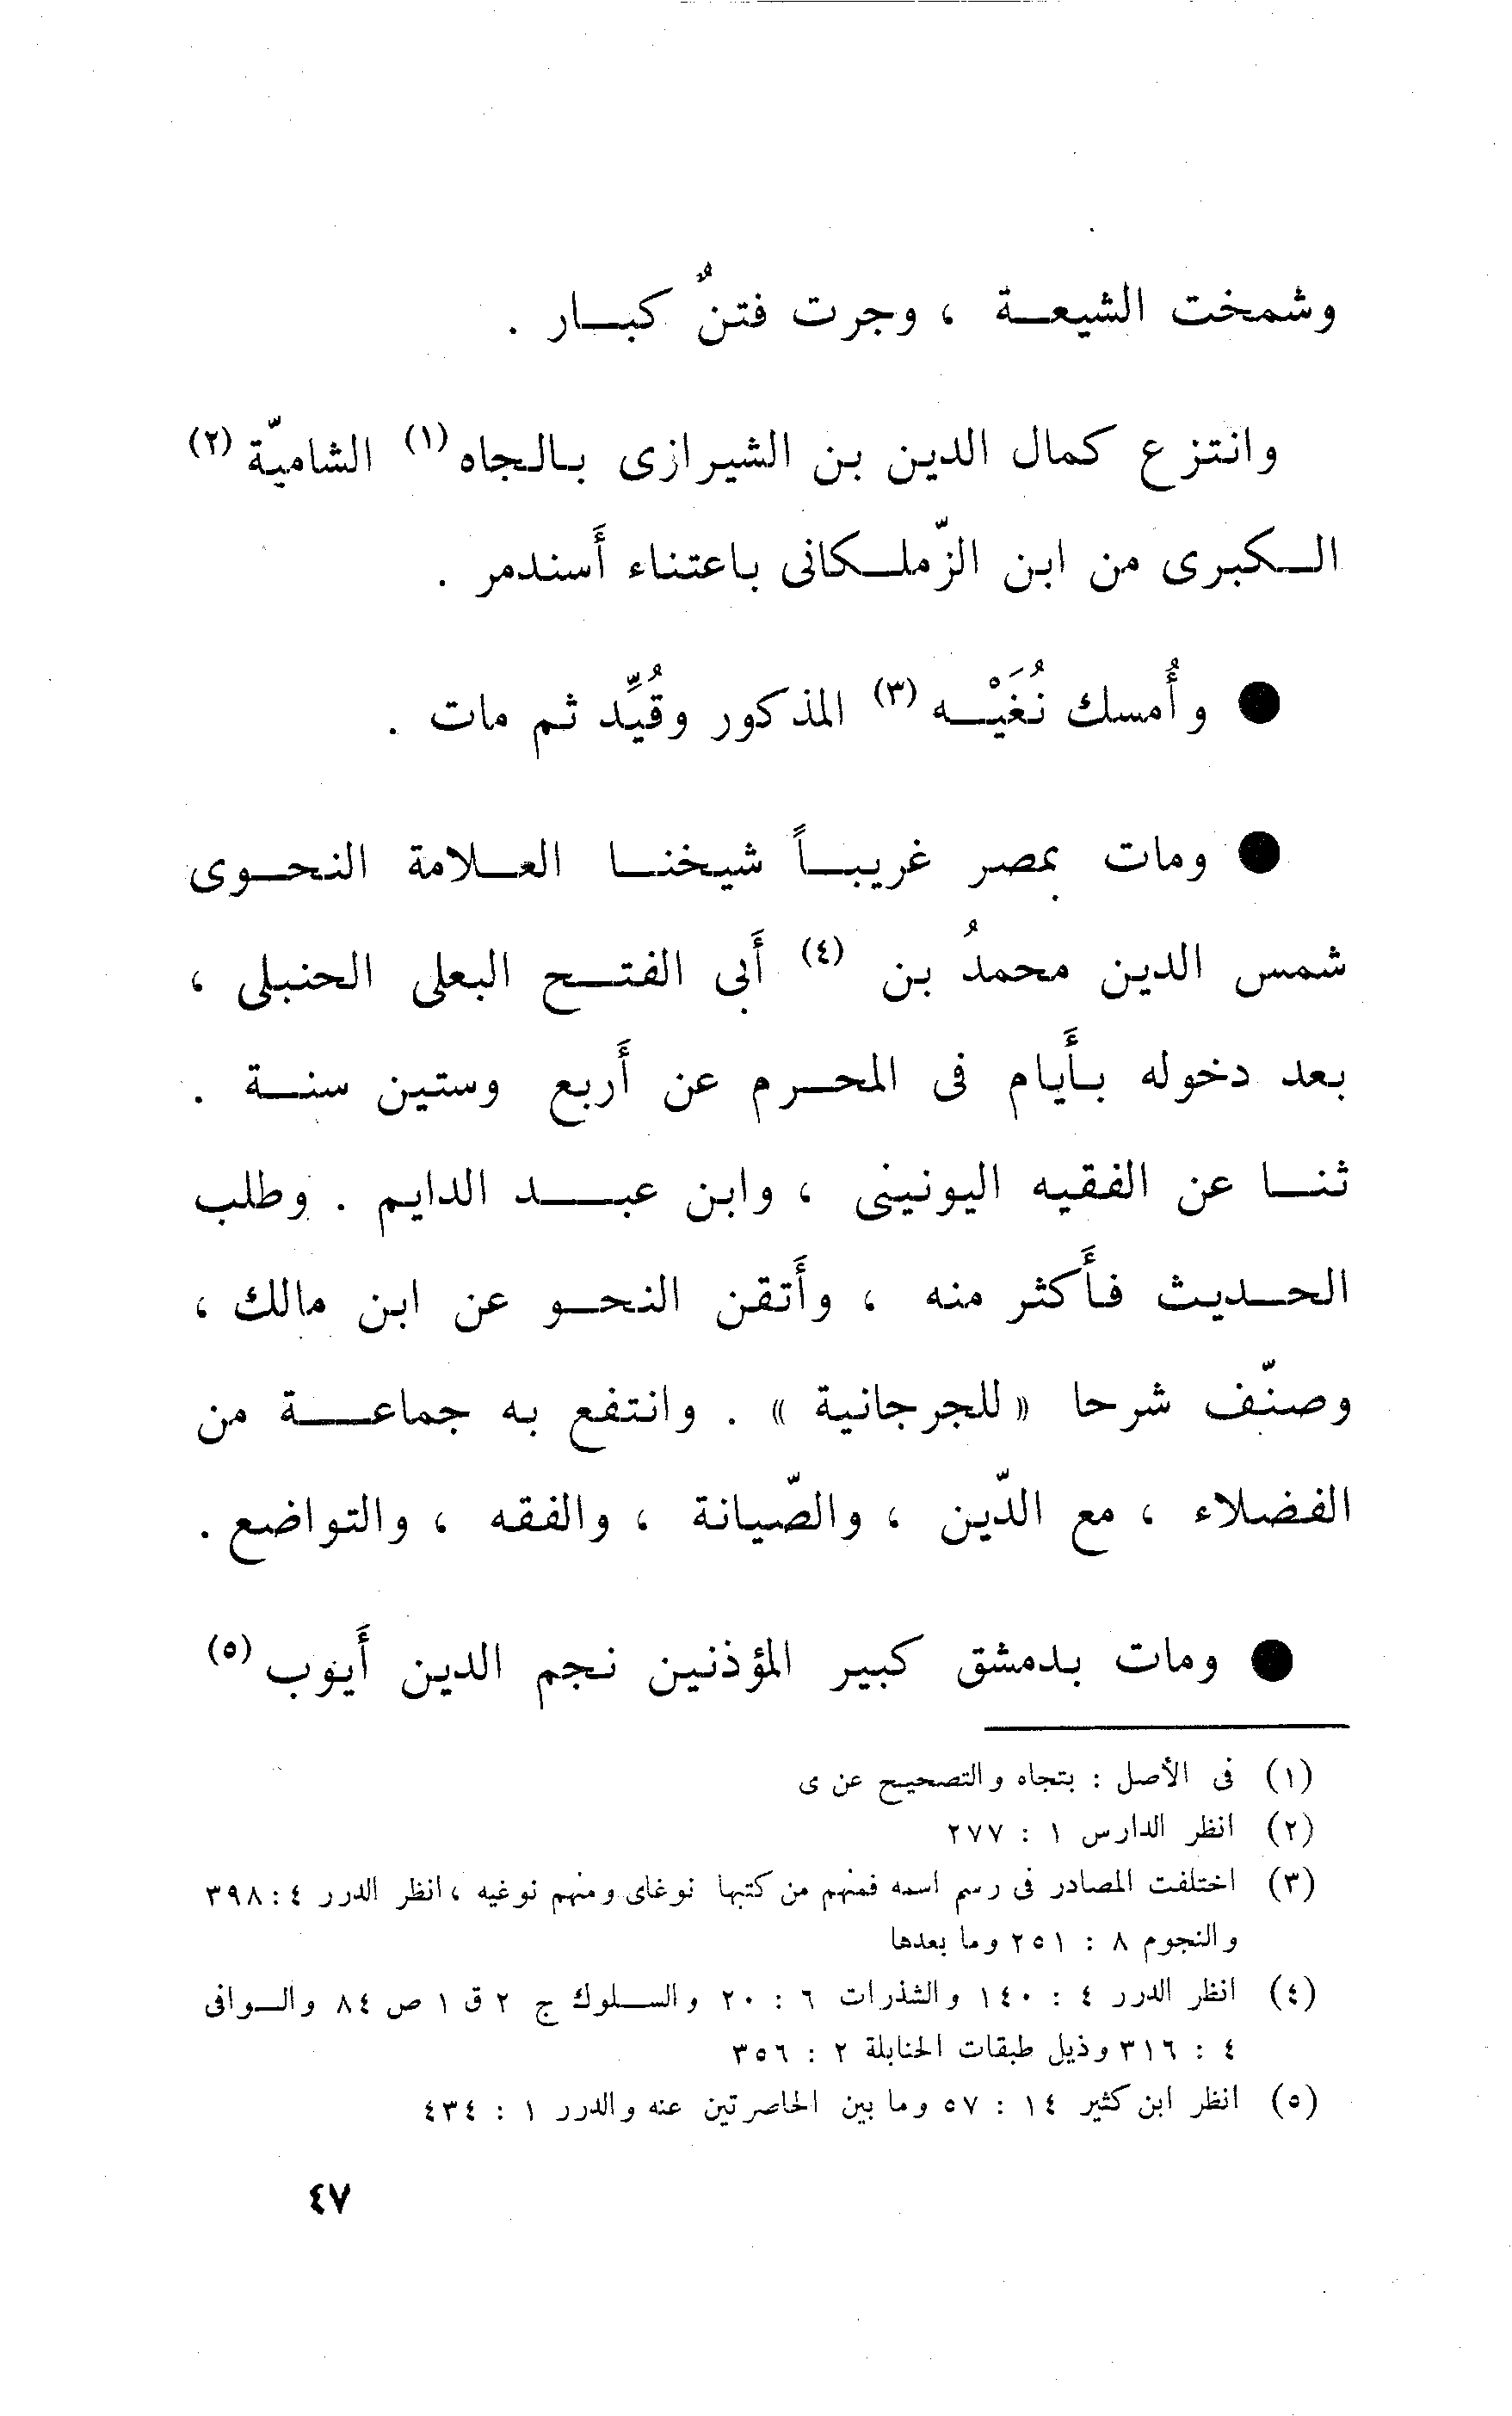 وشمخت الشيعة ، وجرت فتنٌ كبار .
وانتزع كمال الدين بن الشيرازى بالجاه (١) الشاميّة (٢)
الكبرى من ابن الزّملكانى باعتناء أَسندمر .
● وأُمسك نُغَيْه (٣) المذكور وقُيِّد ثم مات .
● ومات بمصر غريباً شيخنا العلامة النحوى
شمس الدين محمدُ بن (٤) أَبى الفتح البعلى الحنبلى ،
بعد دخوله بأَيام فى المحرم عن أَربع وستين سنة .
ثنا عن الفقيه اليونينى ، وابن عبد الدايم . وطلب
الحديث فأَكثر منه ، وأَتقن النحو عن ابن مالك ،
وصنّف شرحا «للجرجانية» . وانتفع به جماعة من
الفضلاء ، مع الدّين ، والصّيانة ، والفقه ، والتواضع .
● ومات بدمشق كبير المؤذنين نجم الدين أَيوب (٥)
(١) فى الأصل : بتجاه والتصحيح عن ى
(٢) انظر الدارس ١ : ٢٧٧
(٣) اختلفت المصادر فى رسم اسمه فمنهم من كتبها نوغاى ومنهم نوغيه ، انظر الدرر ٤ : ٣٩٨
والنجوم ٨ : ٢٥١ وما بعدها
(٤) انظر الدرر ٤ : ١٤٠ والشذرات ٦ : ٢٠ والسلوك ج ٢ ق ١ ص ٨٤ والوافى
٤ : ٣١٦ وذيل طبقات الحنابلة ٢ : ٣٥٦
(٥) انظر ابن كثير ١٤ : ٥٧ وما بين الحاصرتين عنه والدرر ١ : ٤٣٤
٤٧